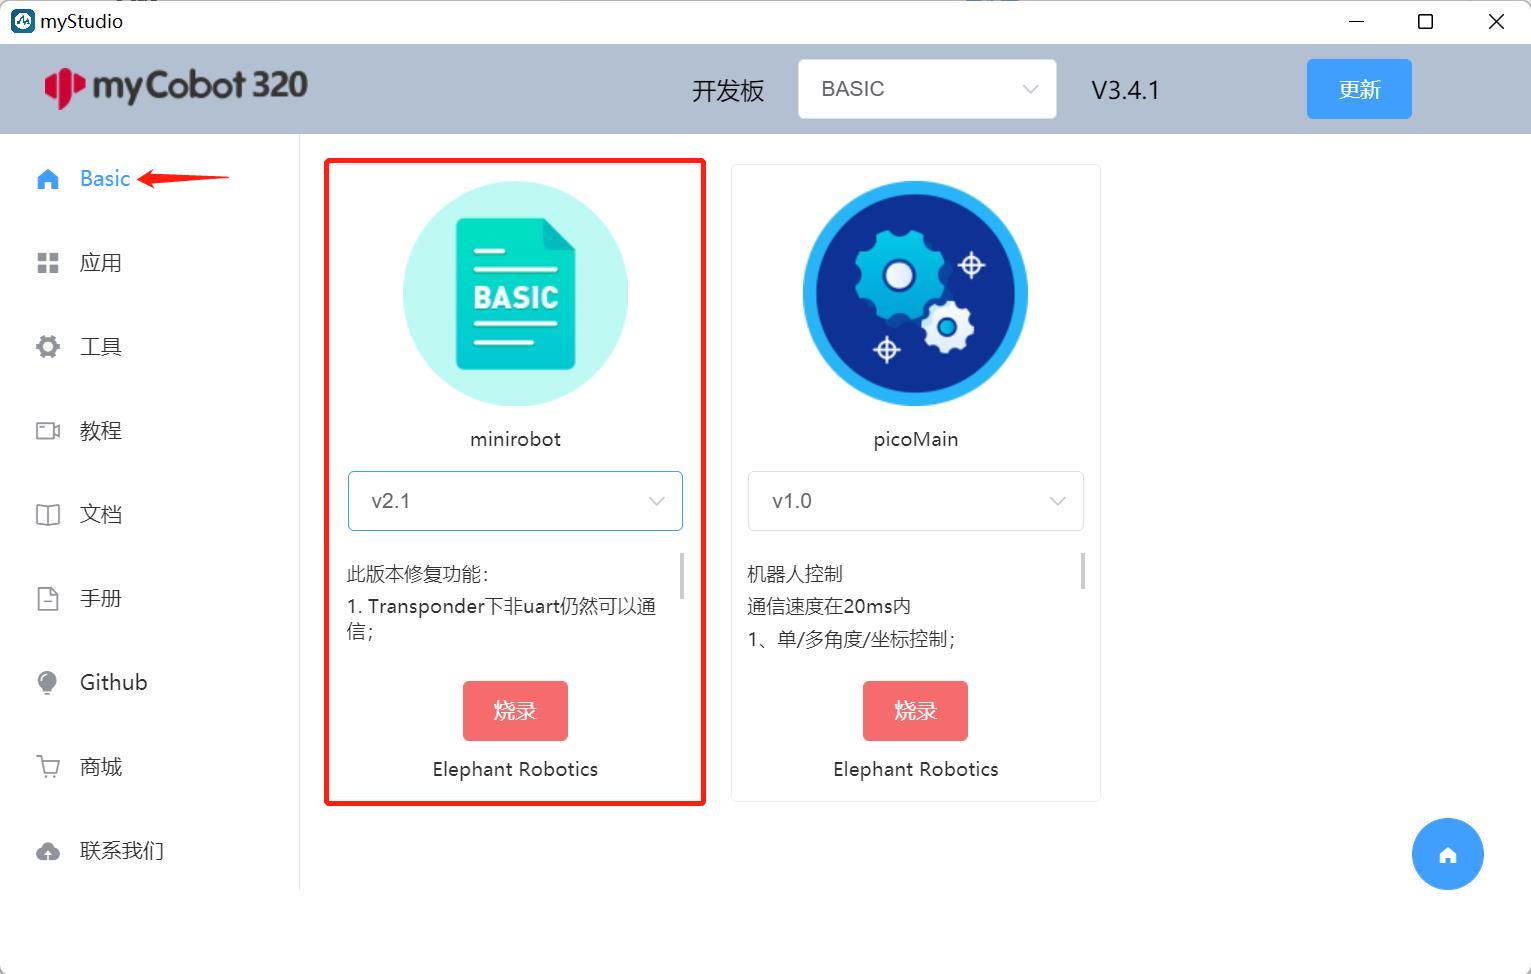 myStudio
myCobot 320
开发板
BASIC
V3.4.1
更新
Basic
应用
工具
教程
文档
手册
Github
商城
联系我们
BASIC
minirobot
v2.1
此版本修复功能：
1. Transponder下非uart仍然可以通
信；
烧录
Elephant Robotics
picoMain
v1.0
机器人控制
通信速度在20ms内
1、单/多角度/坐标控制；
烧录
Elephant Robotics